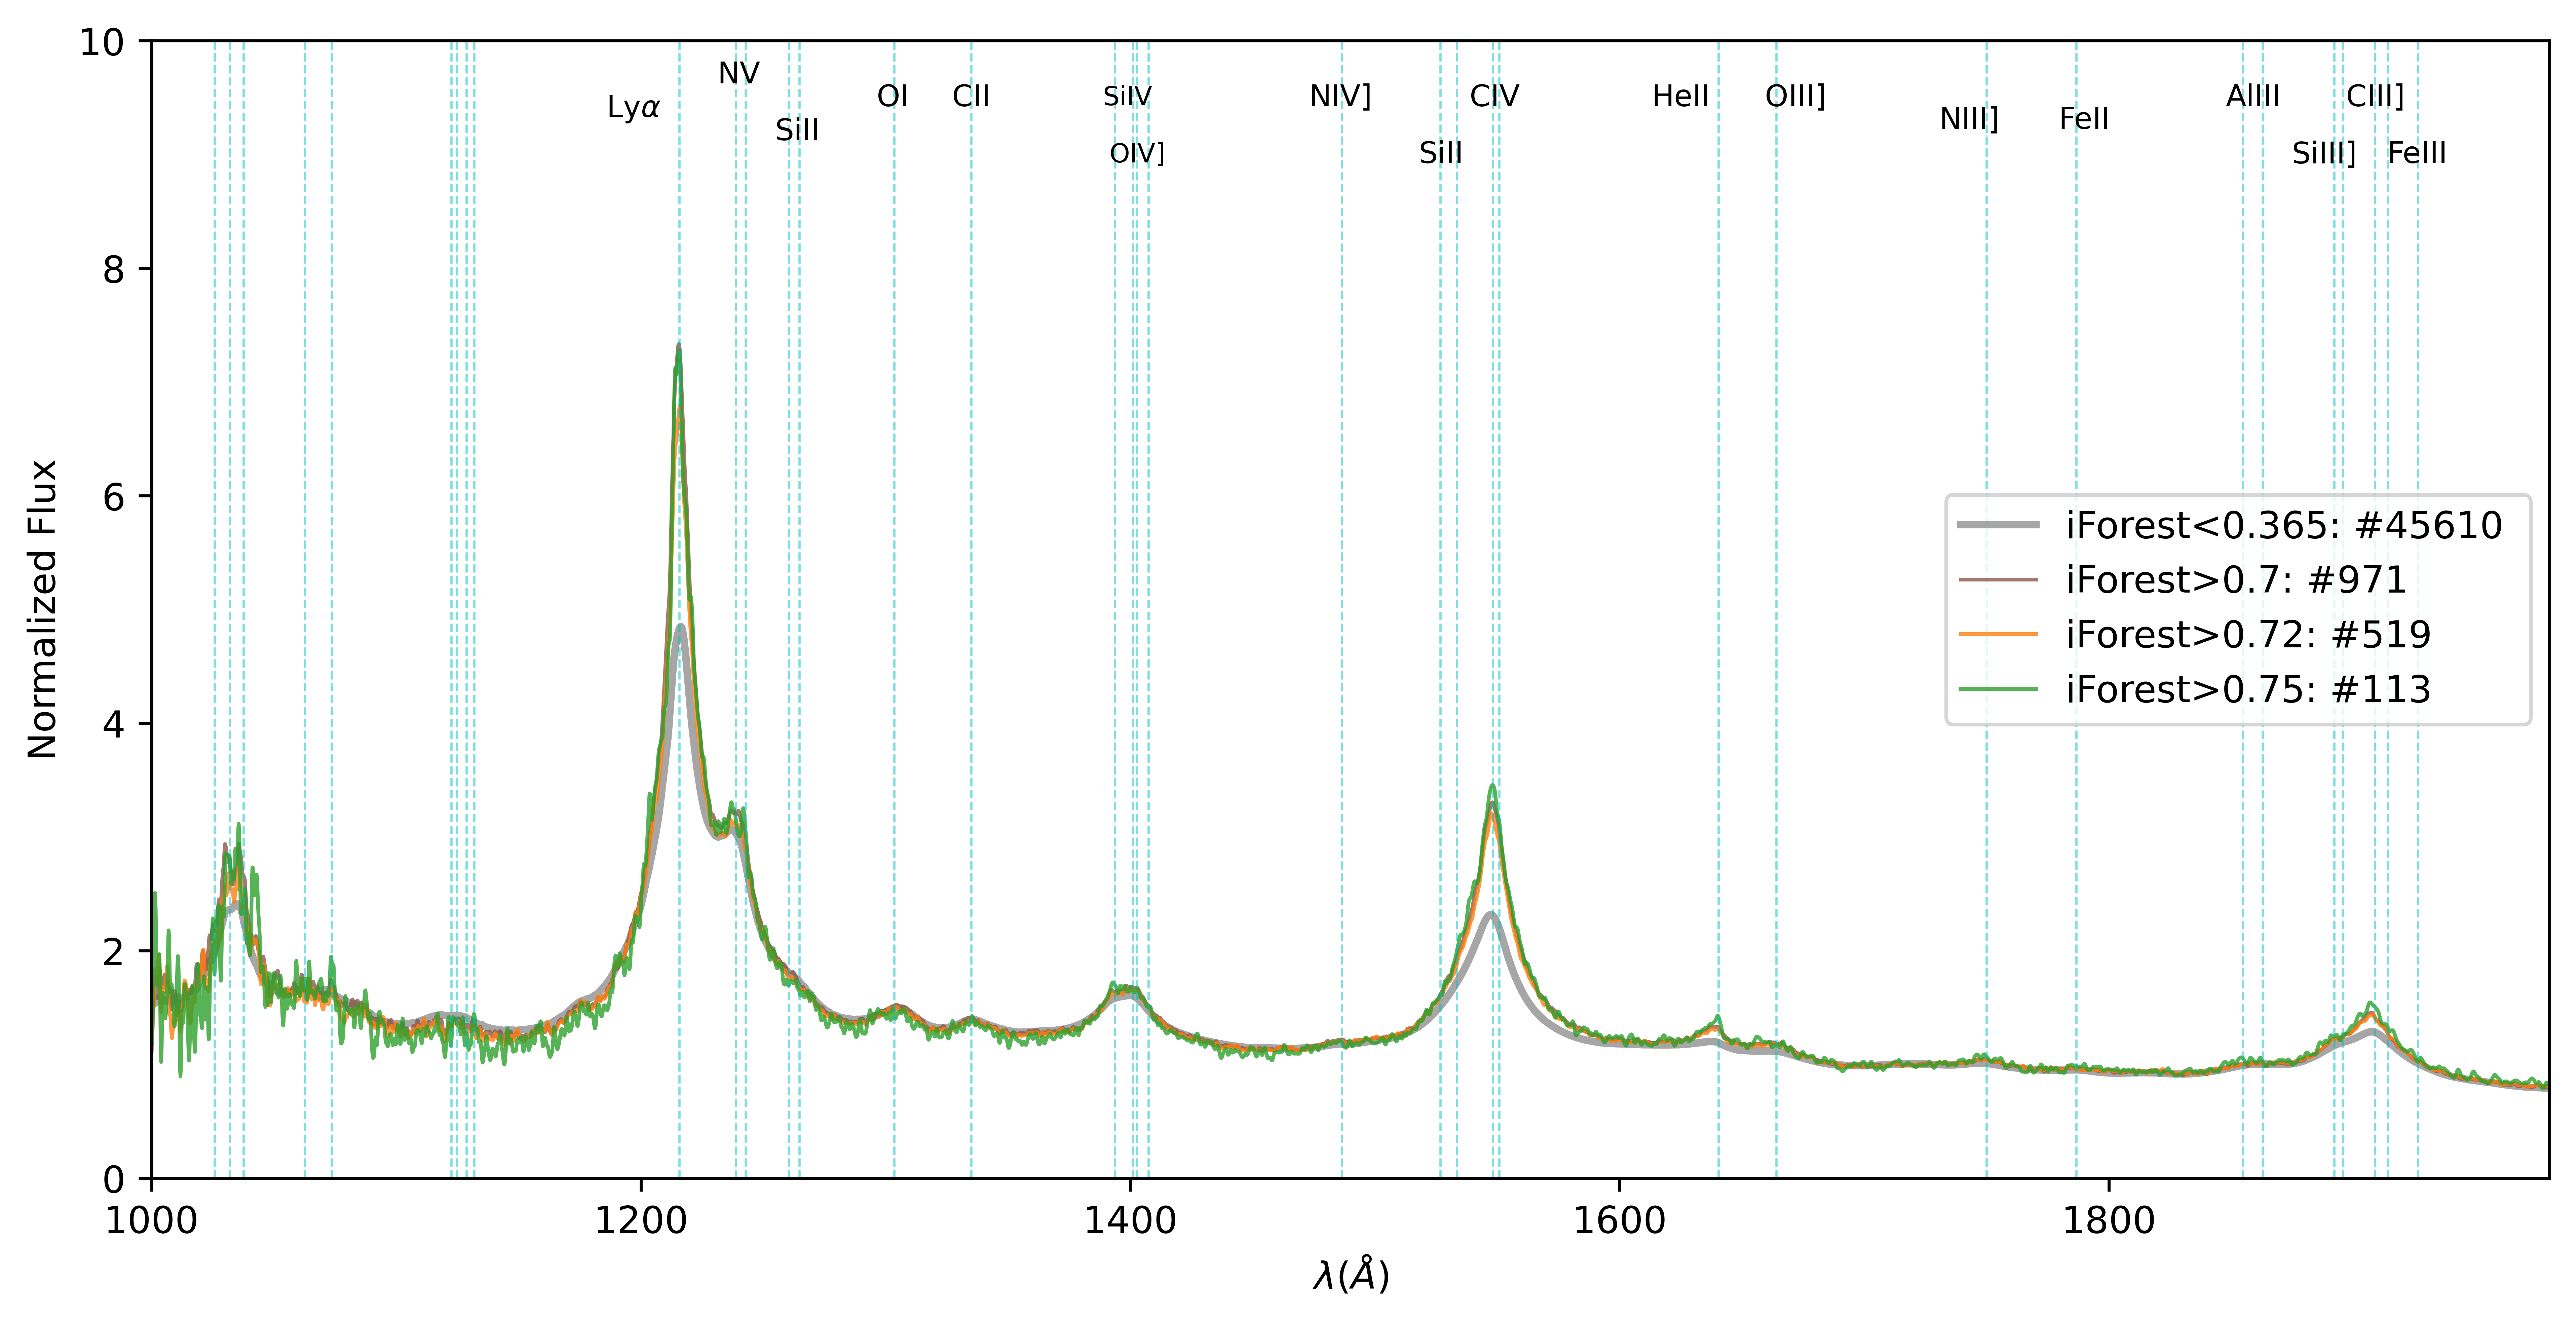 10
8
6
4
2
0
Normalized Flux
NV
Lyα
SiII
OI
CII
SiIV
OIV]
NIV]
SiII
CIV
HeII
OIII]
NIII]
FeII
AlIII
SiIII]
CIII]
FeIII
iForest<0.365: #45610
iForest>0.7: #971
iForest>0.72: #519
iForest>0.75: #113
1000
1200
1400
1600
1800
λ(Å)